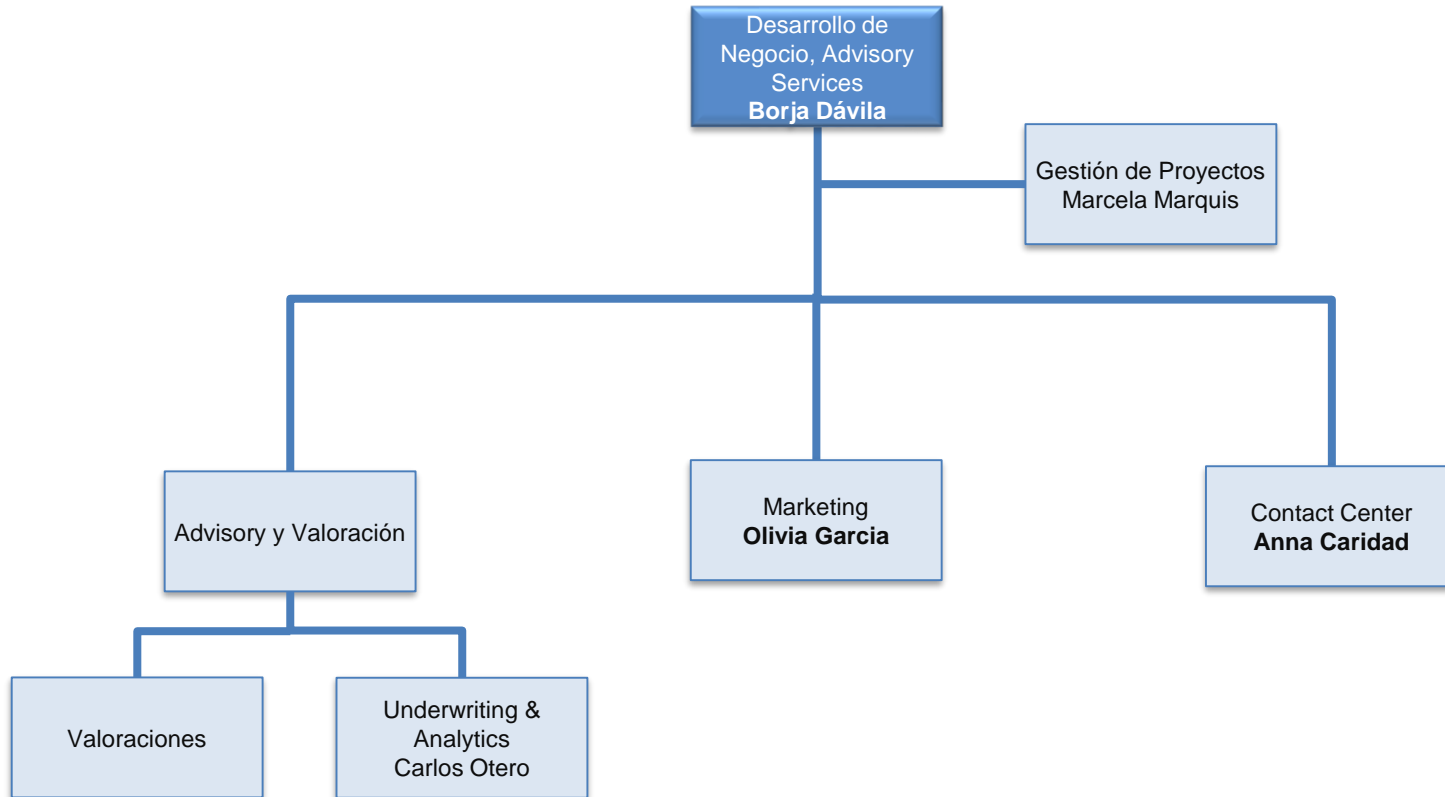 Desarrollo de
Negocio, Advisory
Services
Borja Dávila
Gestión de Proyectos
Marcela Marquis
Advisory y Valoración
Marketing
Olivia Garcia
Contact Center
Anna Caridad
Valoraciones
Underwriting &
Analytics
Carlos Otero